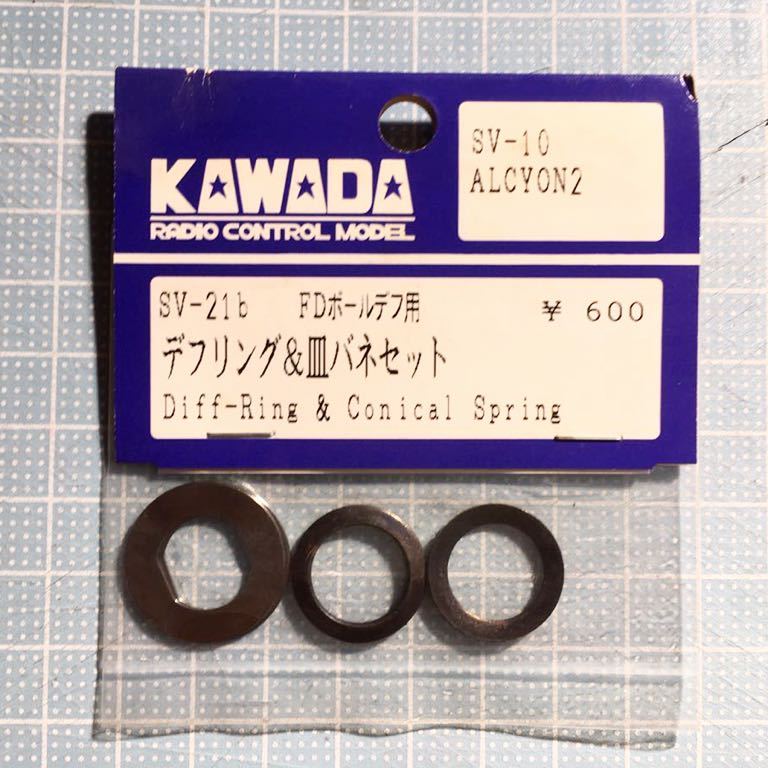 KAWADA
RADIO CONTROL MODEL
SV-10
ALCYON2
SV-21b FDボールデフ用 ¥ 600
デフリング&皿バネセット
Diff-Ring & Conical Spring